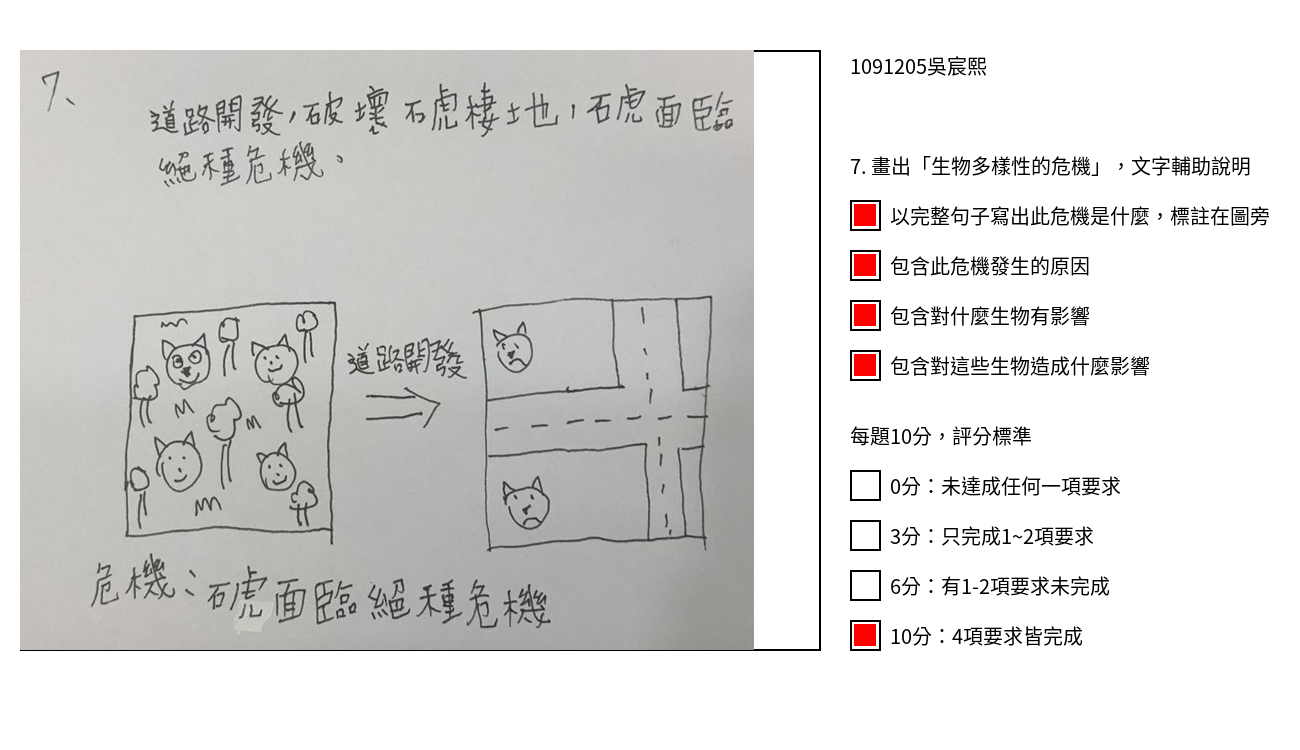 7、
道路開發，破壞石虎棲土也，石虎面臨
絕種危機、
道路開發
危機：石虎面臨絕種危機
1091205吳宸熙
7. 畫出「生物多樣性的危機」，文字輔助說明
以完整句子寫出此危機是什麼，標註在圖旁
包含此危機發生的原因
包含對什麼生物有影響
包含對這些生物造成什麼影響
每題10分，評分標準
0分：未達成任何一項要求
3分：只完成1~2項要求
6分：有1-2項要求未完成
10分：4項要求皆完成